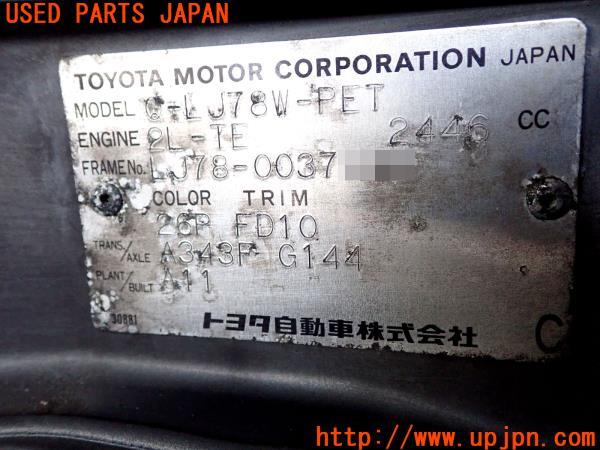 USED PARTS JAPAN
TOYOTA MOTOR CORPORATION JAPAN
MODEL Q-LJ78W-PET
ENGINE 2L-TE 2446 CC
FRAME No. LJ78-0037
COLOR TRIM
26P FD10
TRANS./AXLE A343F G144
PLANT/BUILT A11
30881
トヨタ自動車株式会社 C
UPJ
http://www.upjpn.com/